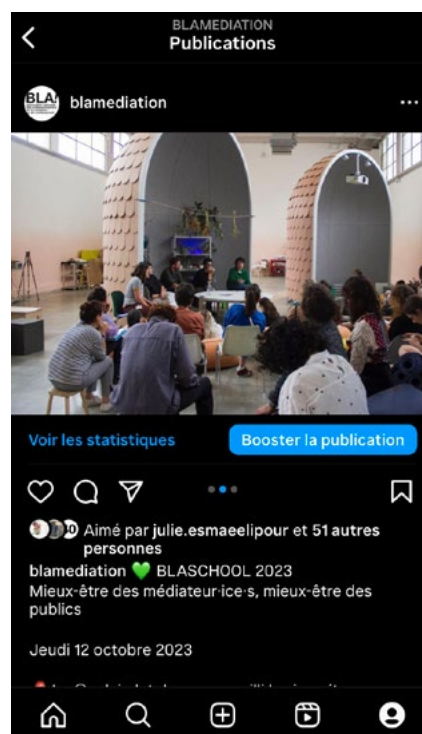 BLAMEDIATION
Publications
BLA!
blamediation
Voir les statistiques
Booster la publication
Aimé par julie.esmaeelipour et 51 autres
personnes
blamediation 💚 BLASCHOOL 2023
Mieux-être des médiateur·ice·s, mieux-être des
publics
Jeudi 12 octobre 2023